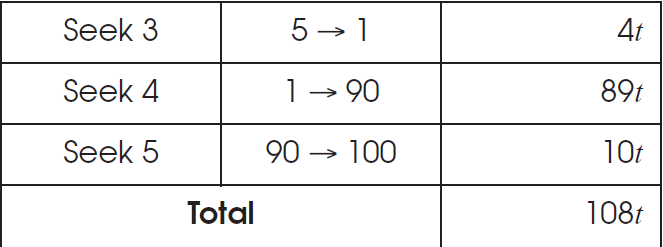 Seek 3 5 → 1 4t
Seek 4 1 → 90 89t
Seek 5 90 → 100 10t
Total 108t